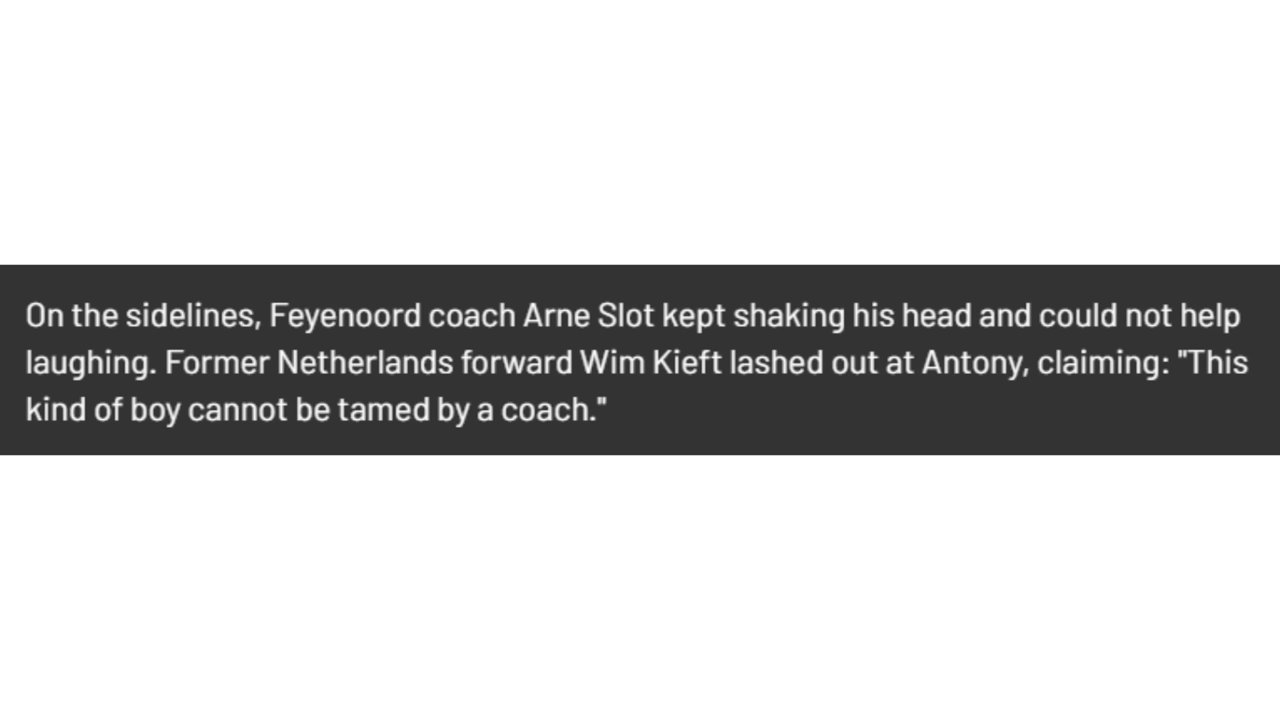 On the sidelines, Feyenoord coach Arne Slot kept shaking his head and could not help
laughing. Former Netherlands forward Wim Kieft lashed out at Antony, claiming: "This
kind of boy cannot be tamed by a coach."